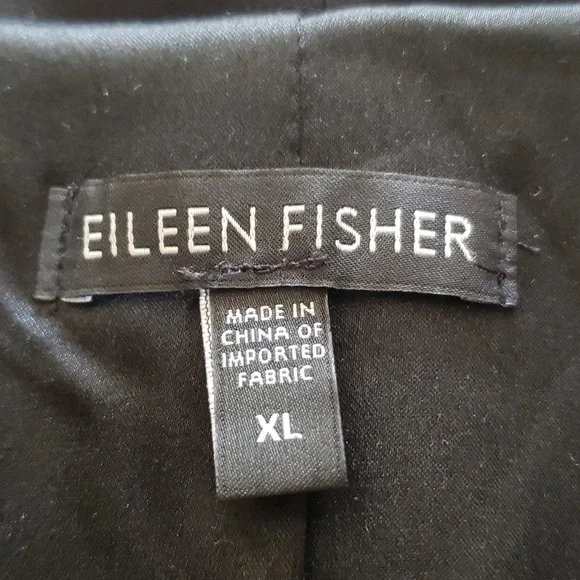 EILEEN FISHER
MADE IN
CHINA OF
IMPORTED
FABRIC
XL